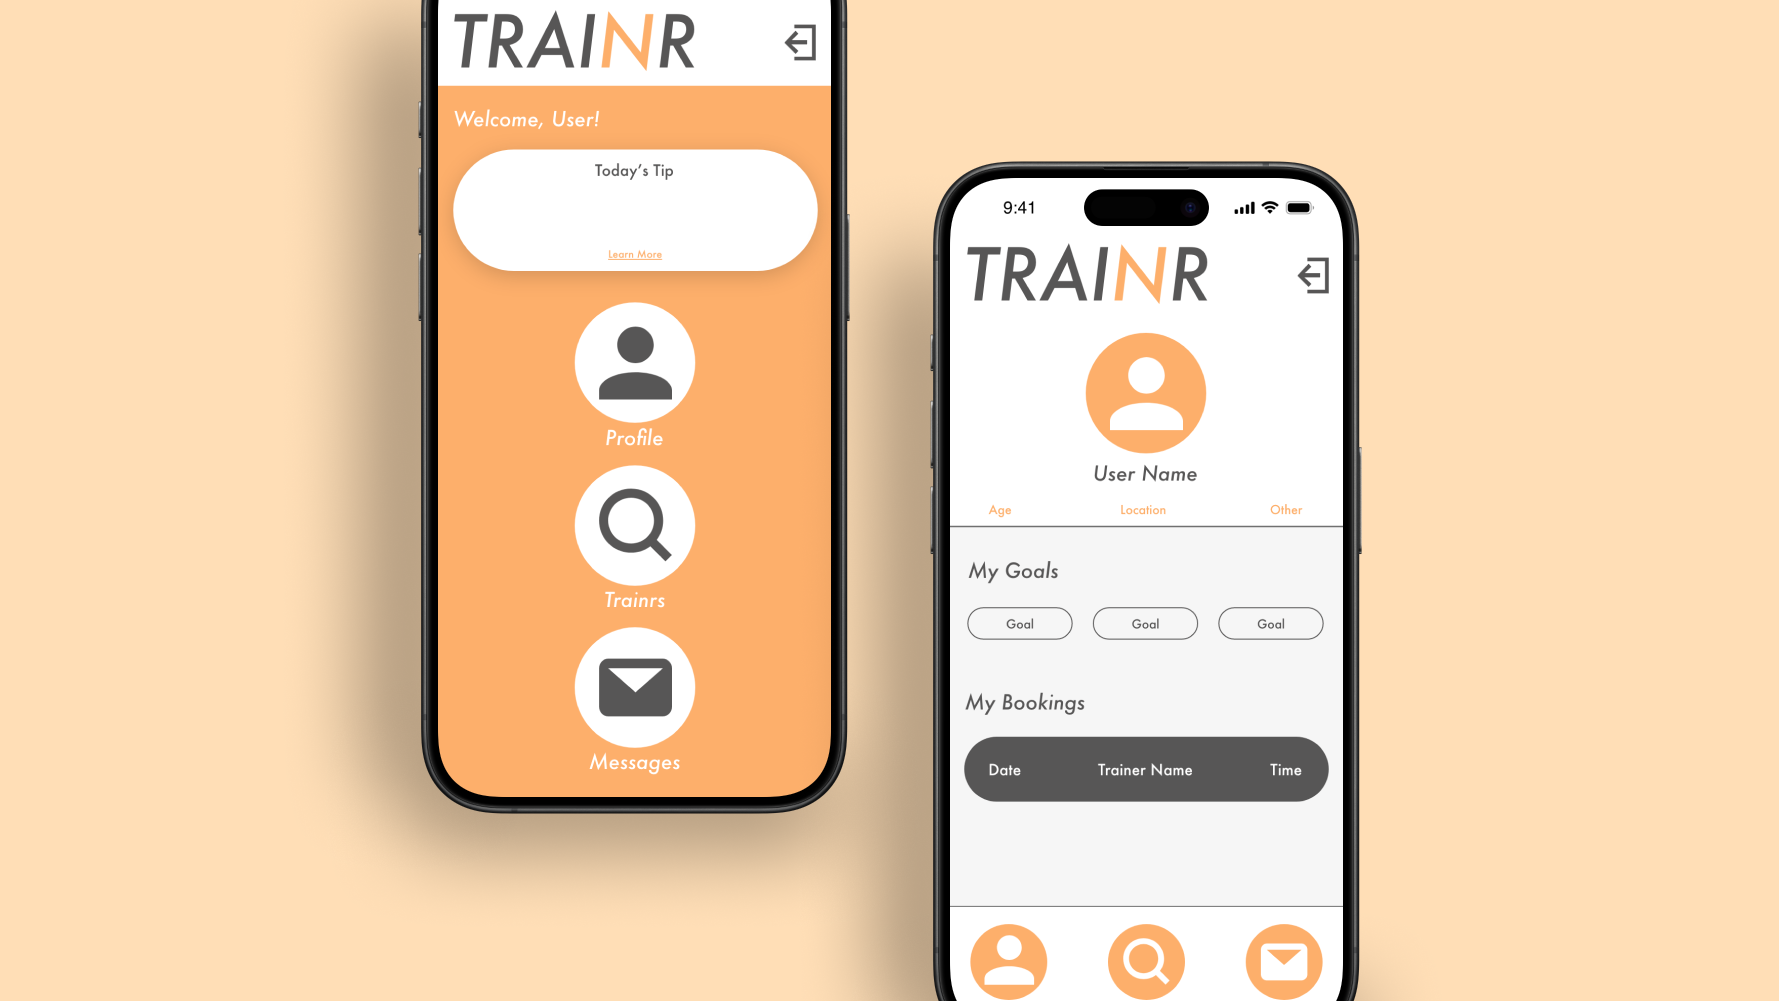 TRAINR
Welcome, User!
Today's Tip
Learn More
Profile
Trainrs
Messages
9:41
TRAINR
User Name
Age Location Other
My Goals
Goal Goal Goal
My Bookings
Date Trainer Name Time